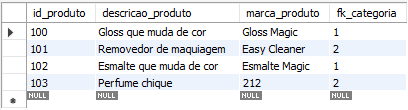 id_produto descricao_produto marca_produto fk_categoria
100 Gloss que muda de cor Gloss Magic 1
101 Removedor de maquiagem Easy Cleaner 2
102 Esmalte que muda de cor Esmalte Magic 1
103 Perfume chique 212 2
NULL NULL NULL NULL